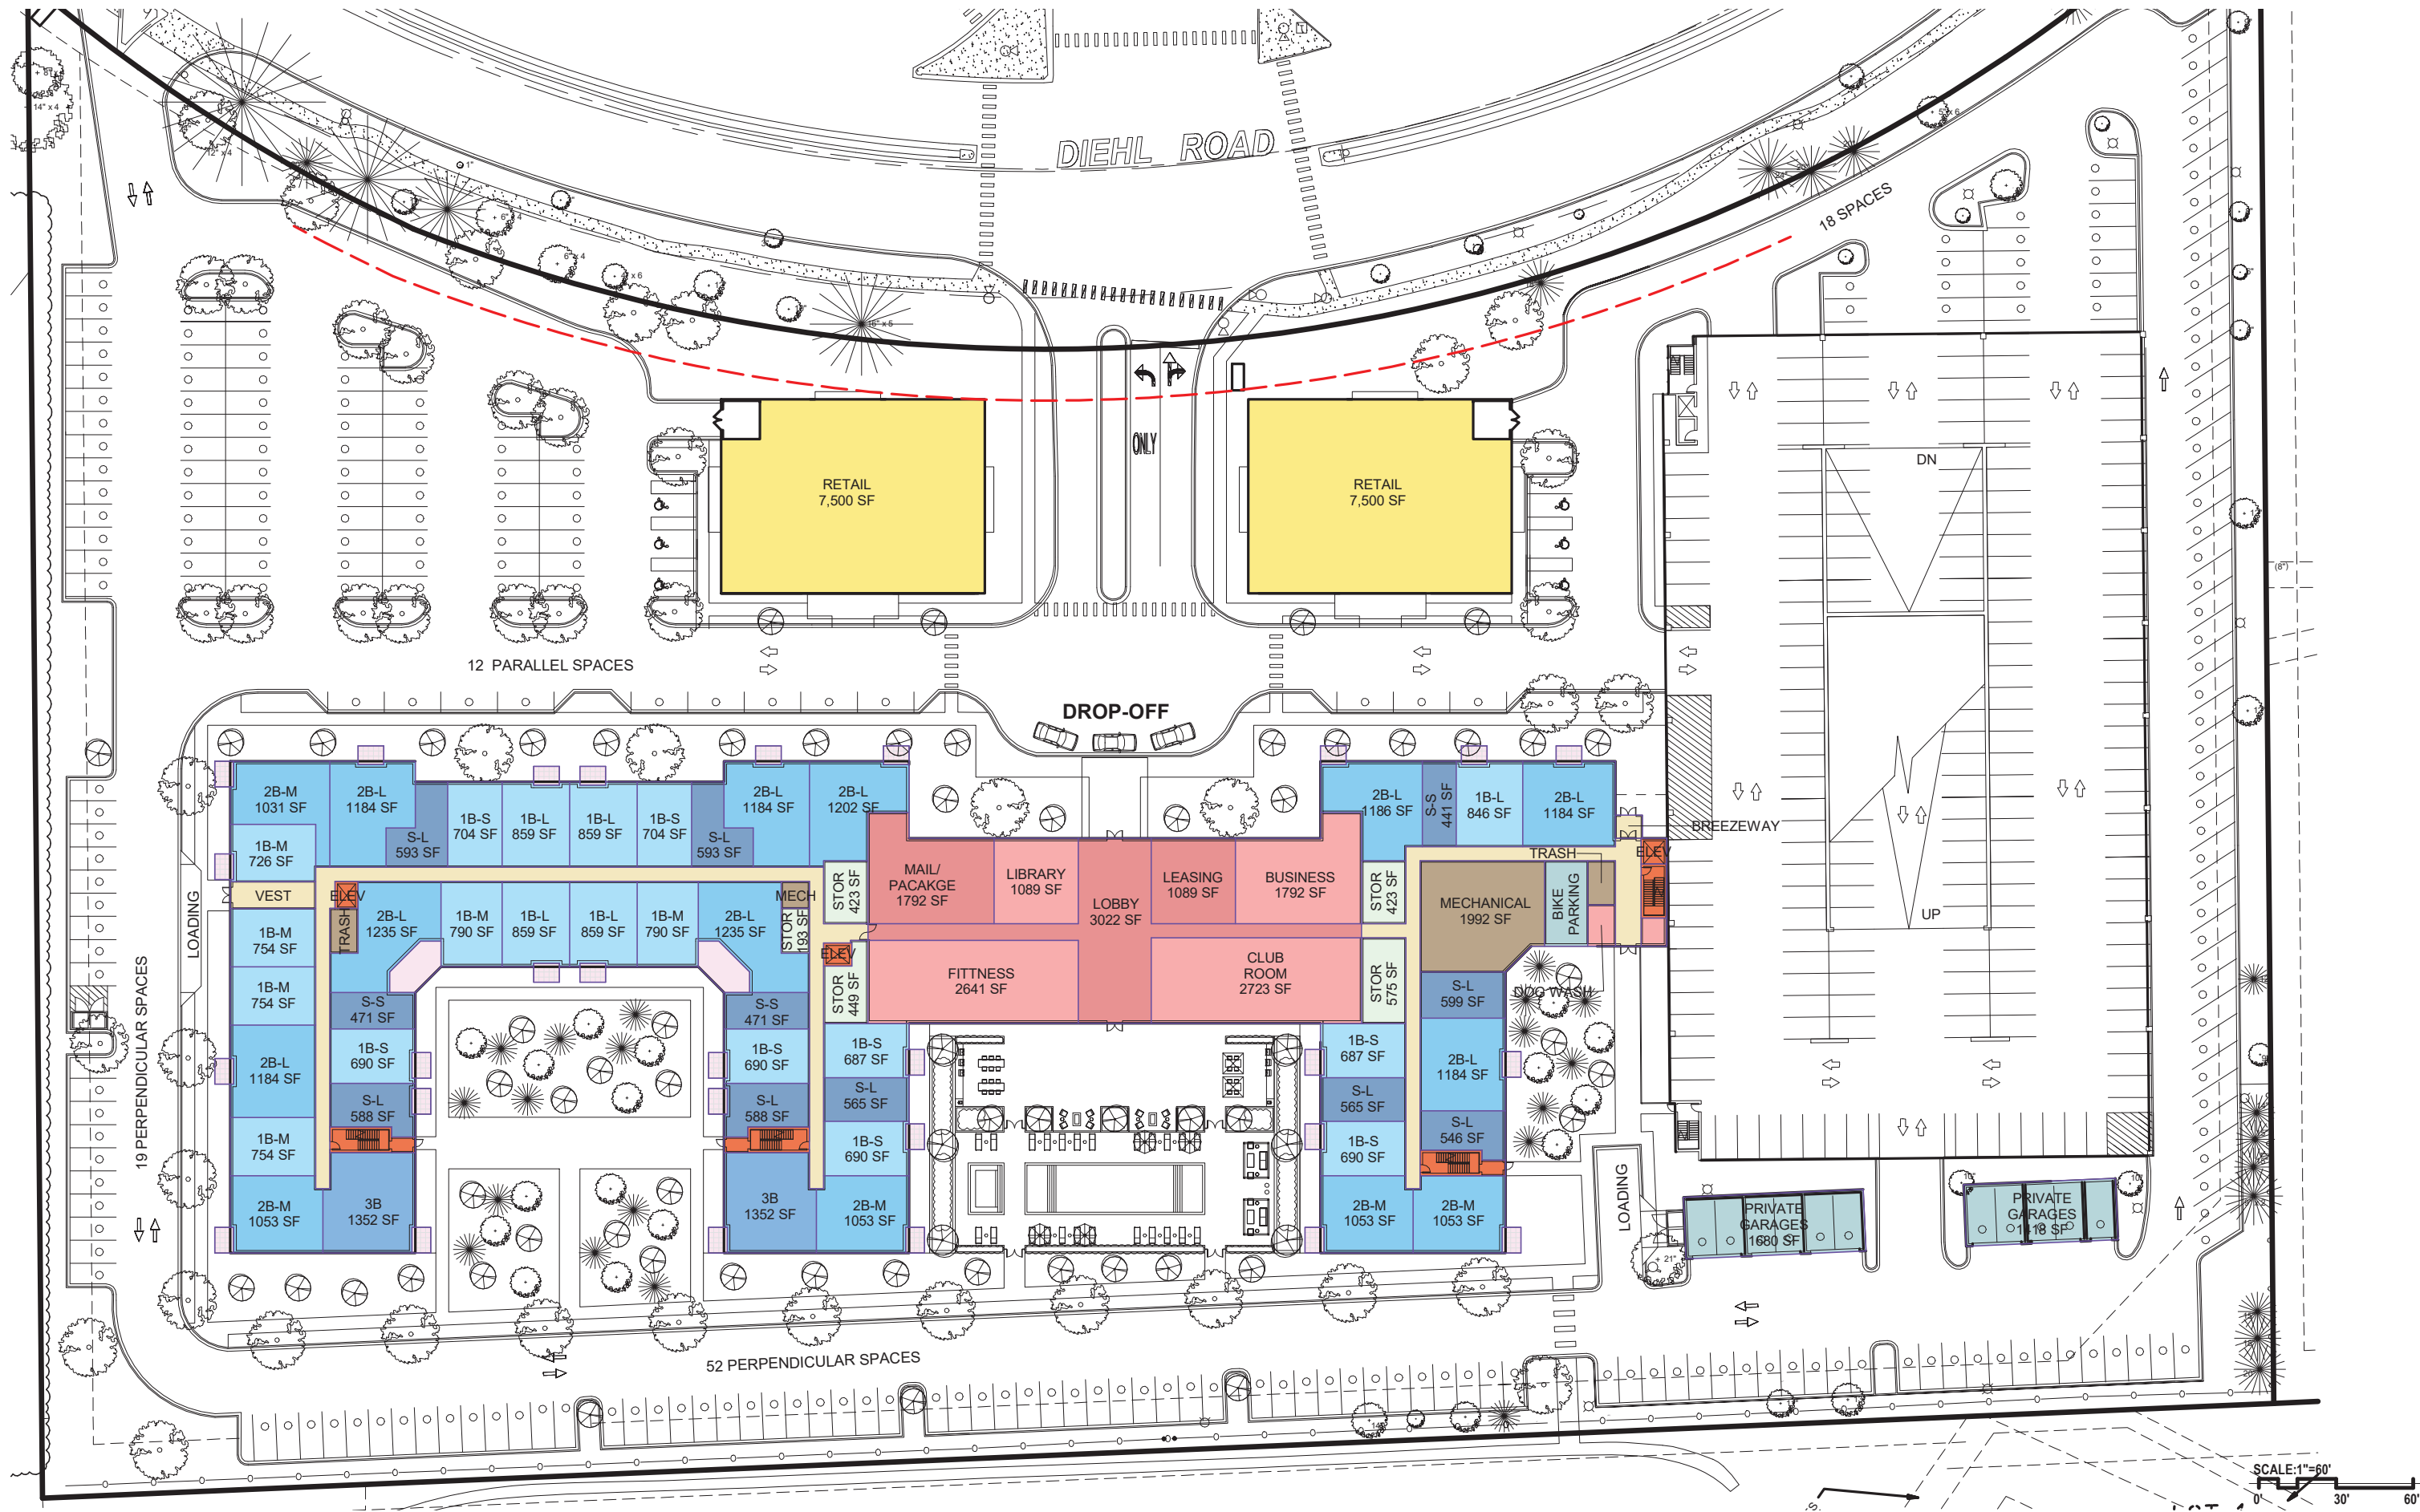 DIEHL ROAD
18 SPACES
RETAIL
7,500 SF
ONLY
RETAIL
7,500 SF
DN
12 PARALLEL SPACES
DROP-OFF
2B-M
1031 SF
2B-L
1184 SF
1B-S
704 SF
1B-L
859 SF
1B-L
859 SF
1B-S
704 SF
2B-L
1184 SF
2B-L
1202 SF
2B-L
1186 SF
S-S
441 SF
1B-L
846 SF
2B-L
1184 SF
1B-M
726 SF
S-L
593 SF
S-L
593 SF
BREEZEWAY
TRASH
ELEV
VEST
ELEV
TRASH
2B-L
1235 SF
1B-M
790 SF
1B-L
859 SF
1B-L
859 SF
1B-M
790 SF
2B-L
1235 SF
MECH
STOR
193 SF
STOR
423 SF
MAIL/
PACAKGE
1792 SF
LIBRARY
1089 SF
LOBBY
3022 SF
LEASING
1089 SF
BUSINESS
1792 SF
STOR
423 SF
MECHANICAL
1992 SF
BIKE
PARKING
UP
LOADING
1B-M
754 SF
ELEV
STOR
449 SF
FITTNESS
2641 SF
CLUB
ROOM
2723 SF
STOR
575 SF
DOG WASH
19 PERPENDICULAR SPACES
1B-M
754 SF
S-S
471 SF
S-S
471 SF
S-L
599 SF
2B-L
1184 SF
1B-S
690 SF
1B-S
690 SF
1B-S
687 SF
1B-S
687 SF
2B-L
1184 SF
S-L
588 SF
S-L
588 SF
S-L
565 SF
S-L
565 SF
S-L
546 SF
1B-M
754 SF
1B-S
690 SF
1B-S
690 SF
2B-M
1053 SF
3B
1352 SF
3B
1352 SF
2B-M
1053 SF
2B-M
1053 SF
2B-M
1053 SF
LOADING
PRIVATE
GARAGES
1680 SF
PRIVATE
GARAGES
1418 SF
52 PERPENDICULAR SPACES
SCALE:1"=60'
0' 30' 60'